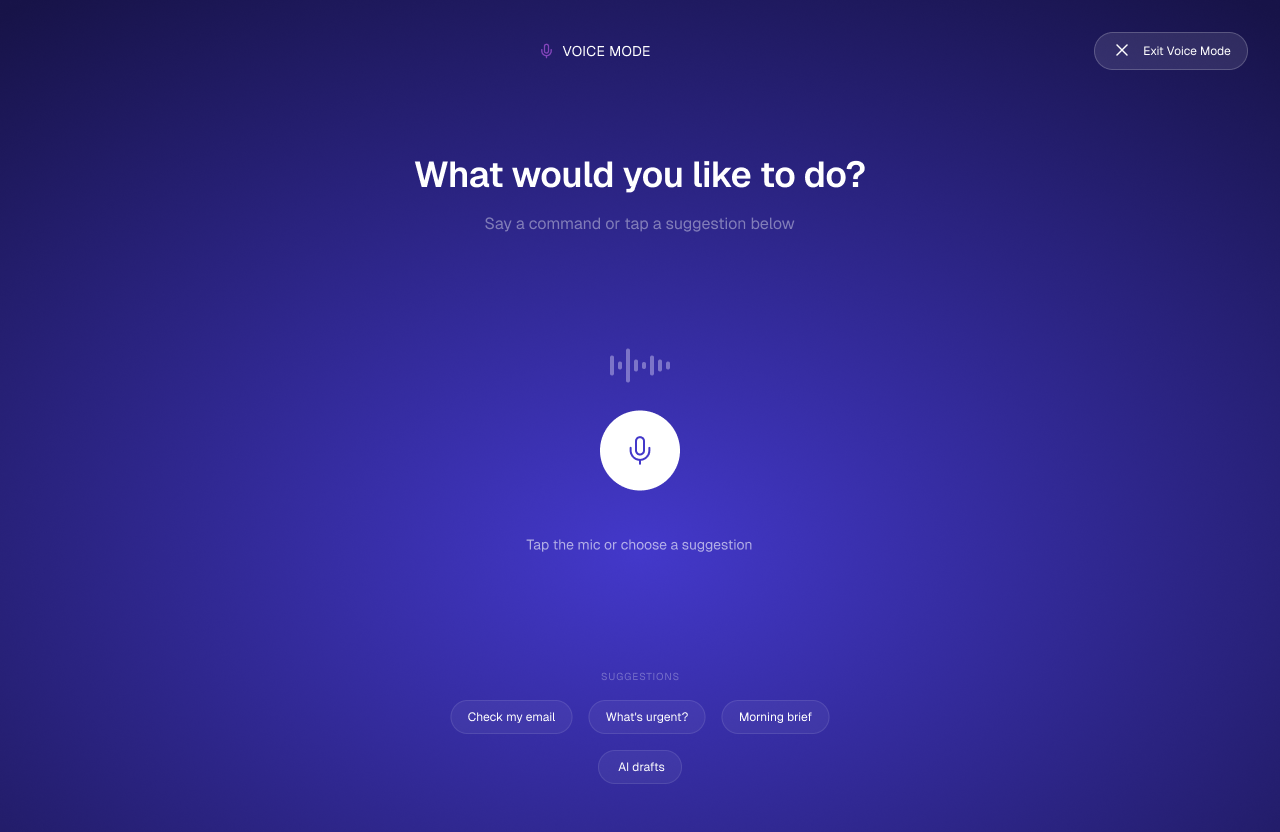 VOICE MODE
Exit Voice Mode
What would you like to do?
Say a command or tap a suggestion below
Tap the mic or choose a suggestion
SUGGESTIONS
Check my email
What's urgent?
Morning brief
AI drafts